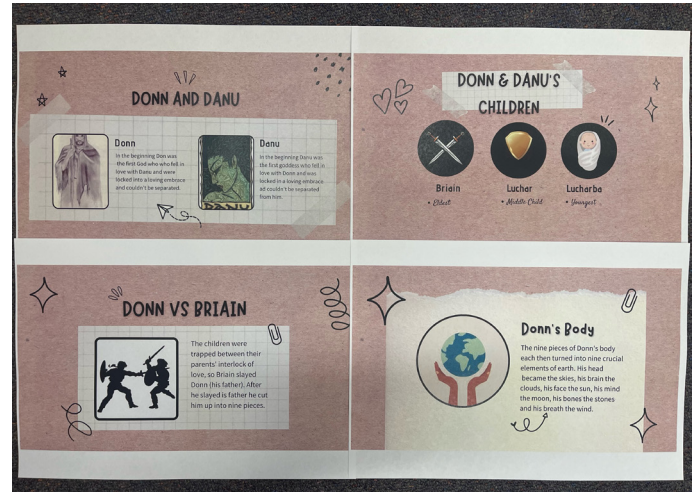 DONN AND DANU
Donn
In the beginning Don was
the first God who who fell in
love with Danu and were
locked into a loving embrace
and couldn't be separated.
Danu
In the beginning Danu was
the first goddess who fell in
love with Donn and was
locked in a loving embrace
ad couldn't be separated
from him
DANU
DONN & DANU'S
CHILDREN
Briain
• Eldest
Luchar
• Middle Child
Lucharba
• Youngest
DONN VS BRIAIN
The children were
trapped between their
parents' interlock of
love, so Briain slayed
Donn (his father). After
he slayed is father he cut
him up into nine pieces.
Donn's Body
The nine pieces of Donn's body
each then turned into nine crucial
elements of earth. His head
became the skies, his brain the
clouds, his face the sun, his mind
the moon, his bones the stones
and his breath the wind.